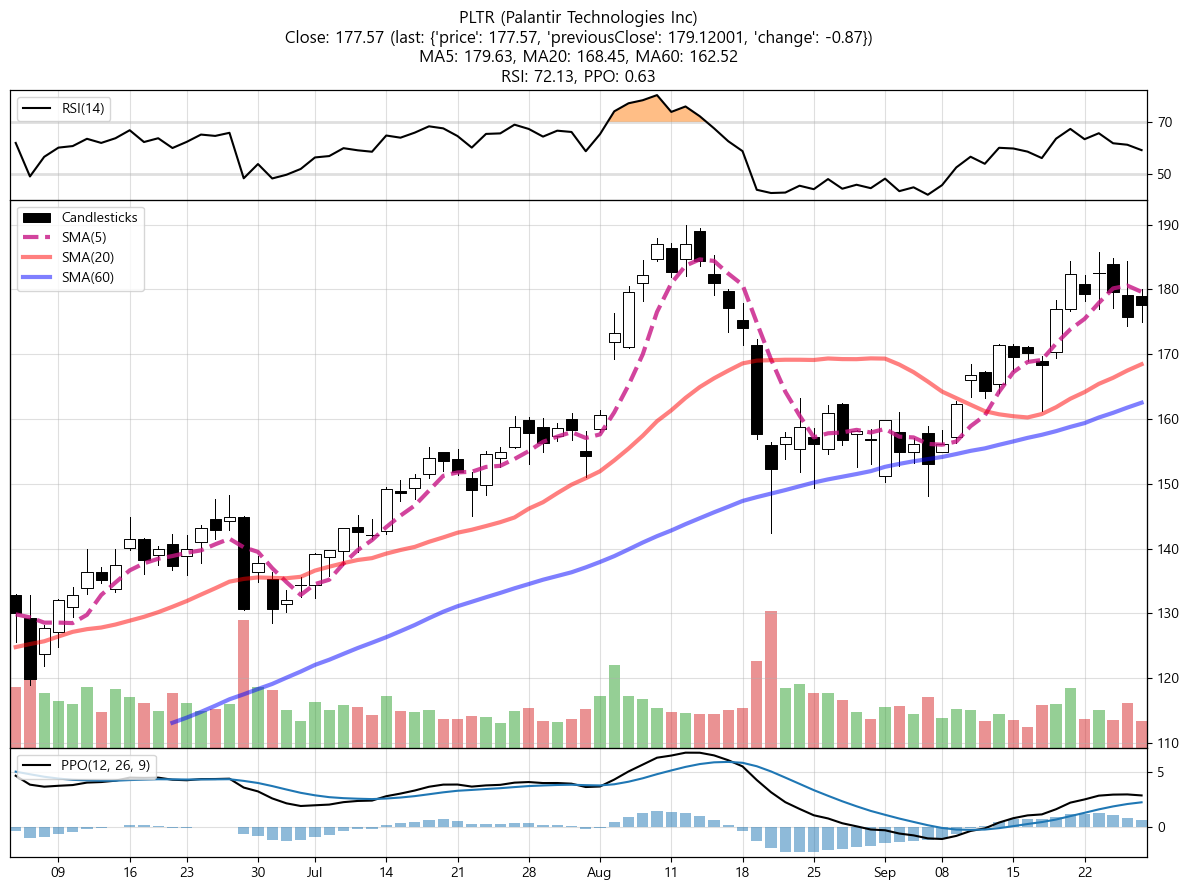 PLTR (Palantir Technologies Inc)
Close: 177.57 (last: {'price': 177.57, 'previousClose': 179.12001, 'change': -0.87})
MA5: 179.63, MA20: 168.45, MA60: 162.52
RSI: 72.13, PPO: 0.63
RSI(14)
70
50
Candlesticks
SMA(5)
SMA(20)
SMA(60)
190
180
170
160
150
140
130
120
110
PPO(12, 26, 9)
5
0
09 16 23 30 Jul 14 21 28 Aug 11 18 25 Sep 08 15 22